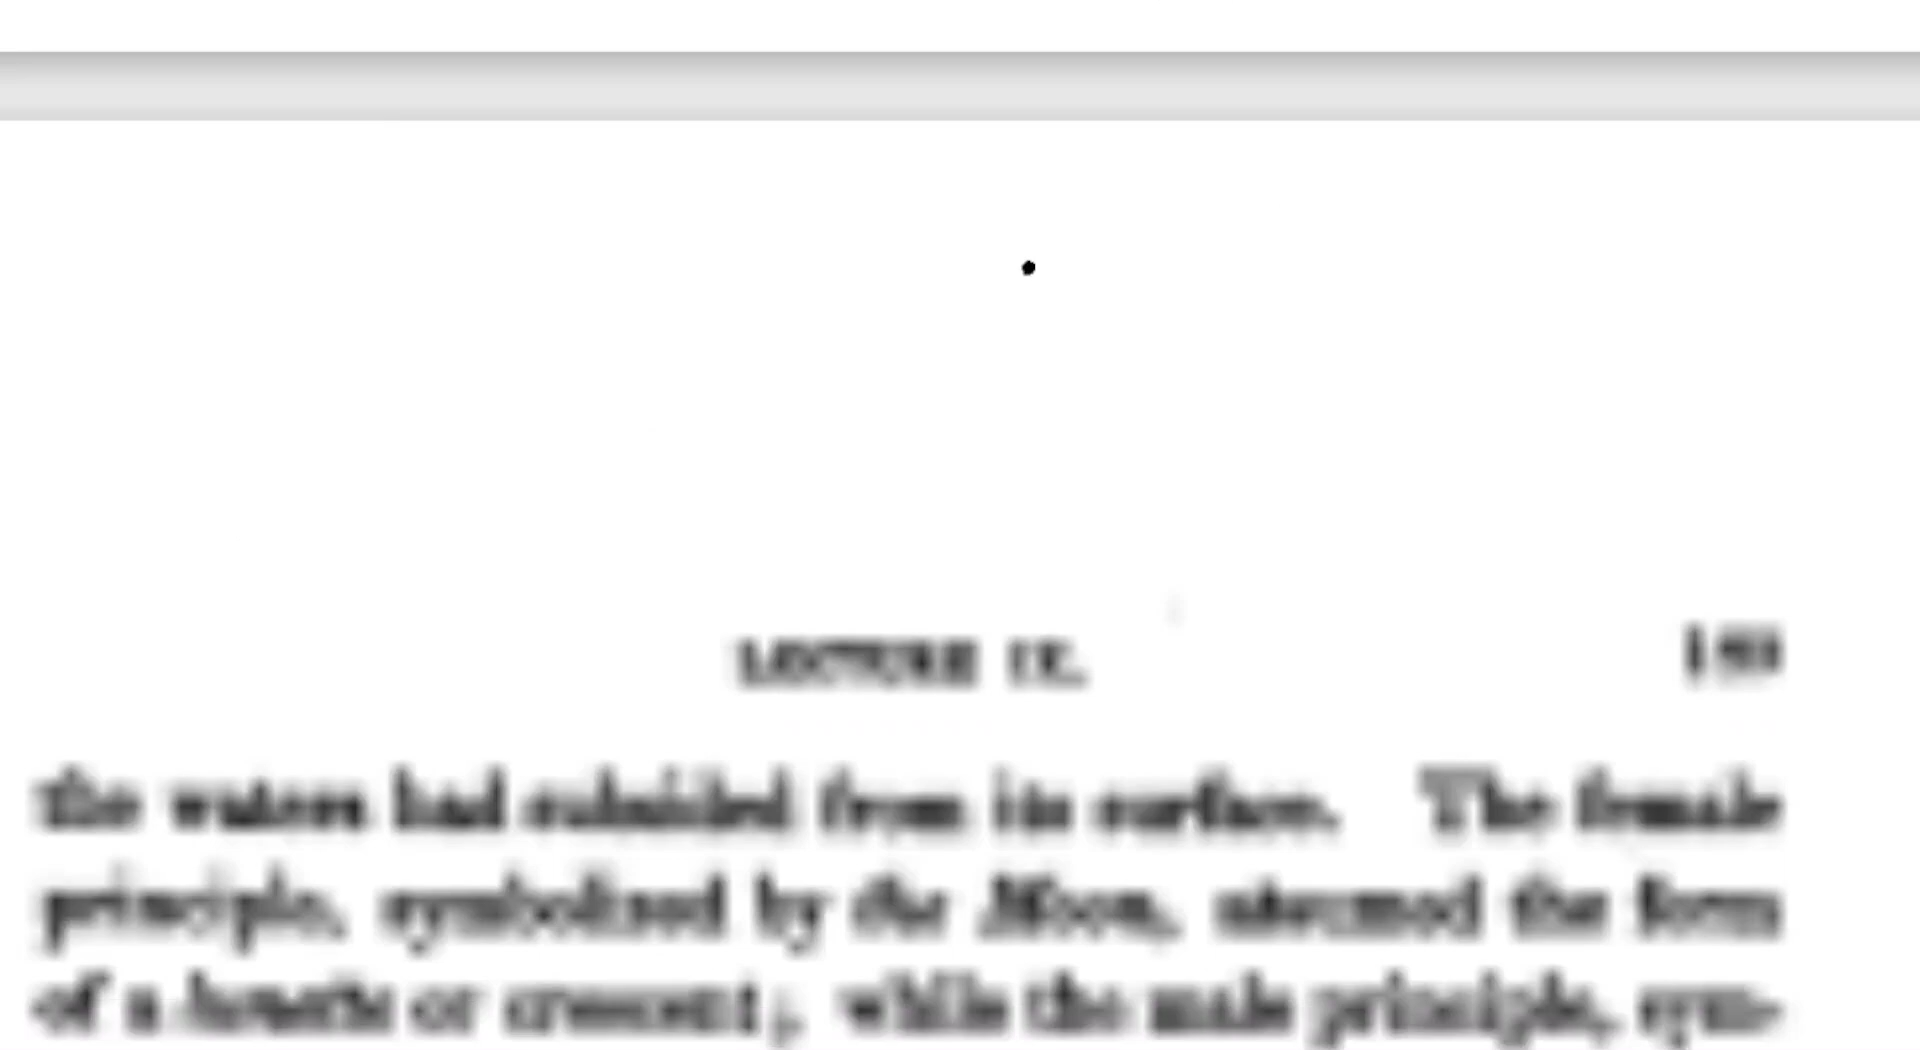 LECTURE IX.
the waters had subsided from its surface. The female
principle, symbolized by the Moon, assumed the form
of a lunette or crescent; while the male principle, sym-